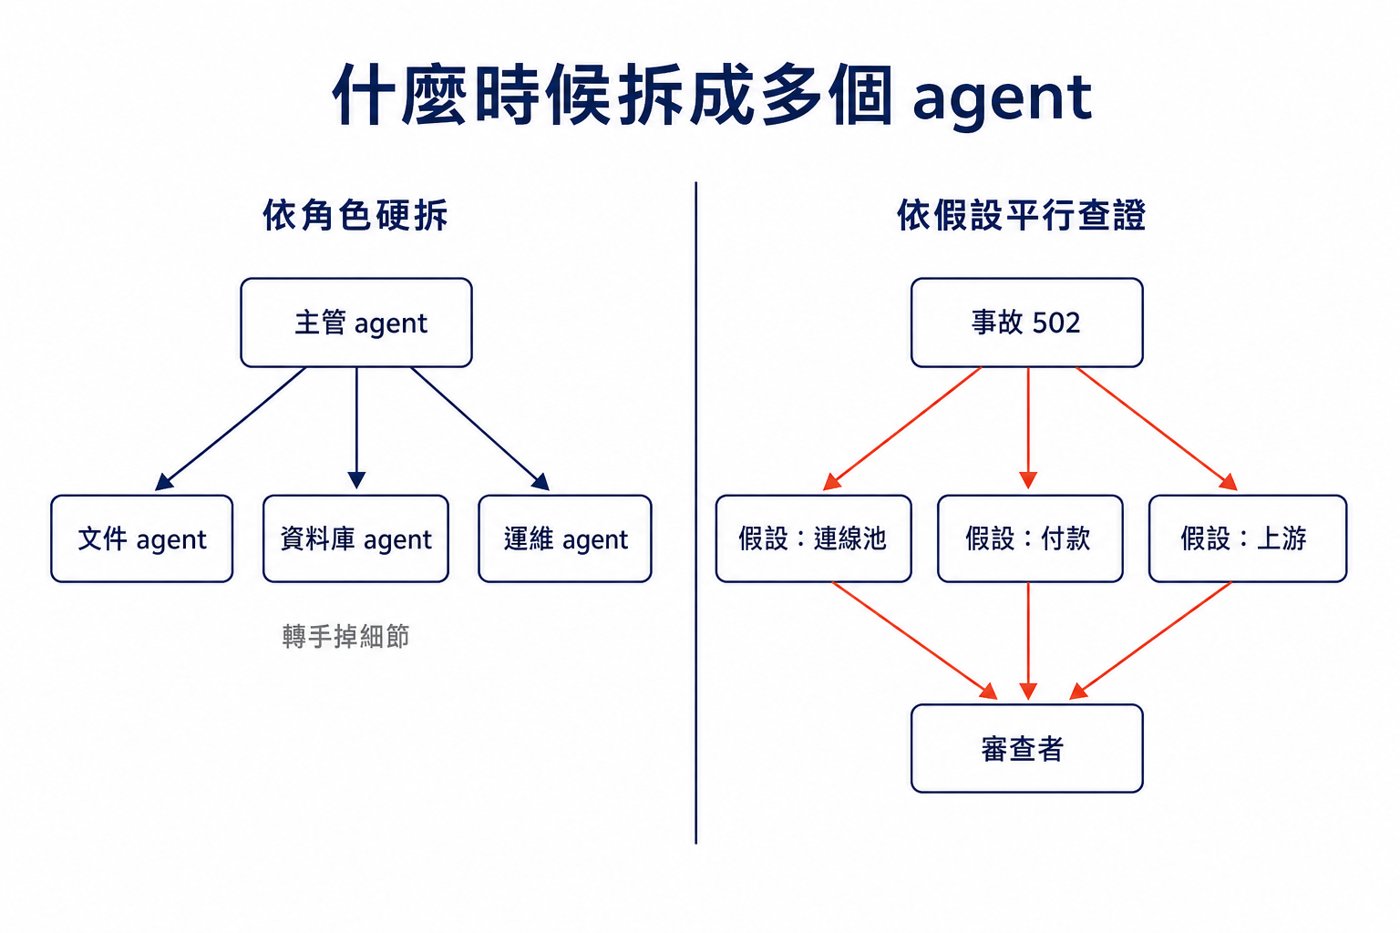 什麼時候拆成多個 agent
依角色硬拆
主管 agent
文件 agent
資料庫 agent
運維 agent
轉手掉細節
依假設平行查證
事故 502
假設：連線池
假設：付款
假設：上游
審查者